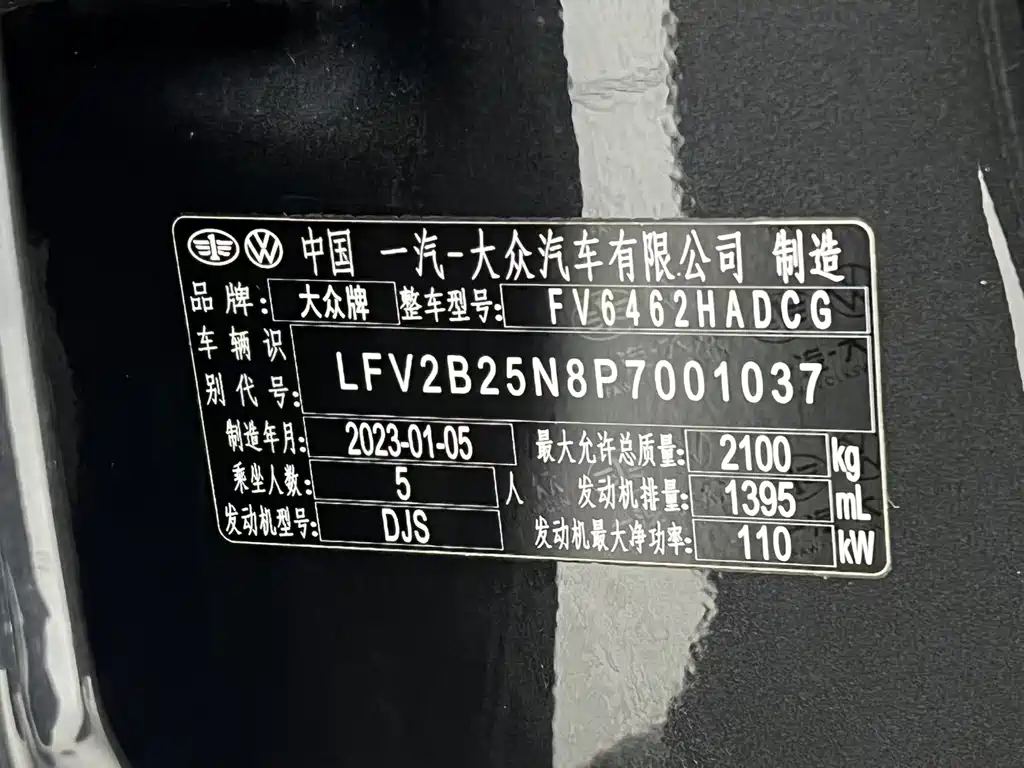 中国 一汽-大众汽车有限公司 制造
品牌: 大众牌 整车型号: FV6462HADCG
车辆识别代号: LFV2B25N8P7001037
制造年月: 2023-01-05 最大允许总质量: 2100 kg
乘坐人数: 5 人 发动机排量: 1395 mL
发动机型号: DJS 发动机最大净功率: 110 kW